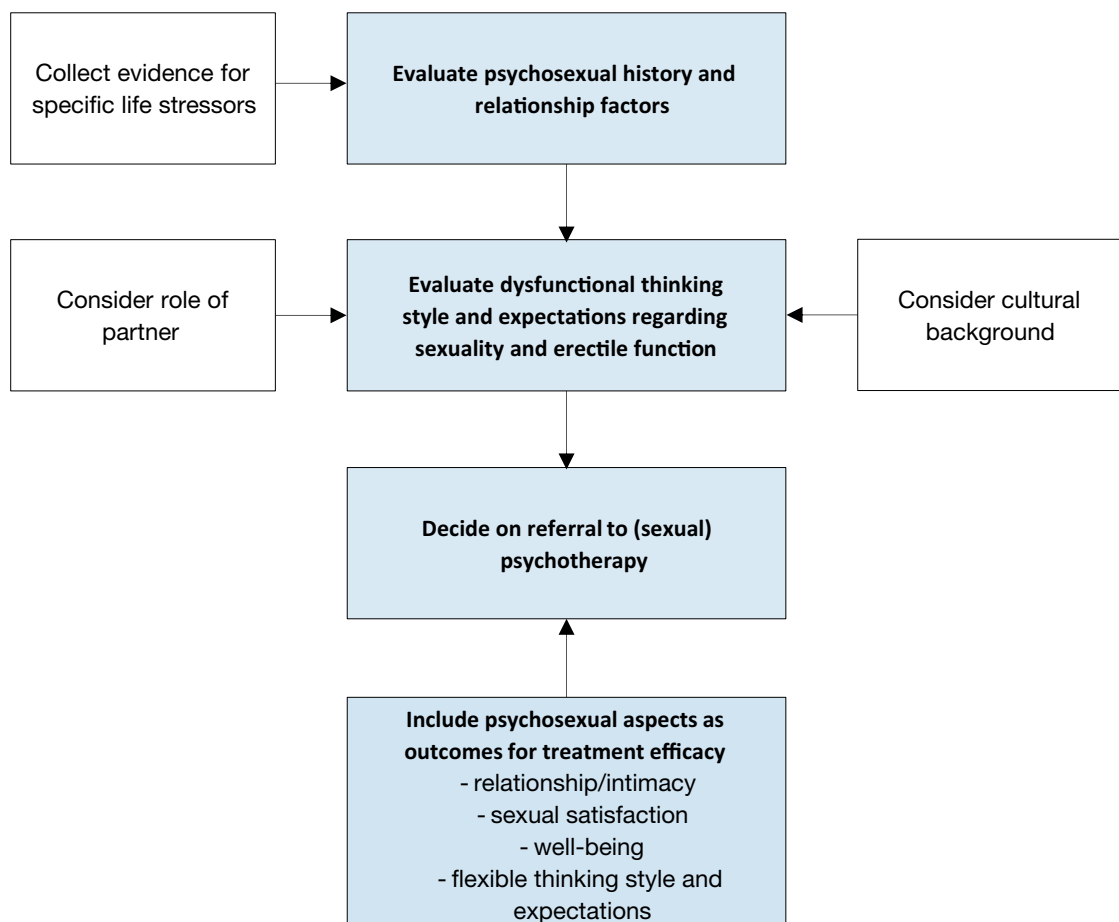 Collect evidence for
specific life stressors
Evaluate psychosexual history and
relationship factors
Consider role of
partner
Evaluate dysfunctional thinking
style and expectations regarding
sexuality and erectile function
Consider cultural
background
Decide on referral to (sexual)
psychotherapy
Include psychosexual aspects as
outcomes for treatment efficacy
- relationship/intimacy
- sexual satisfaction
- well-being
- flexible thinking style and
expectations